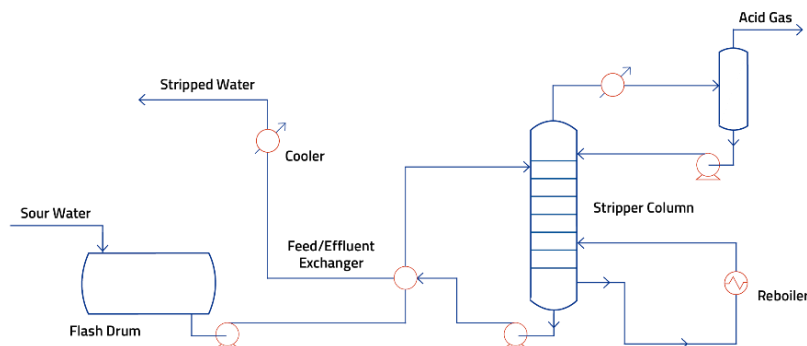 Acid Gas
Stripped Water
Cooler
Stripper Column
Sour Water
Feed/Effluent
Exchanger
Reboiler
Flash Drum